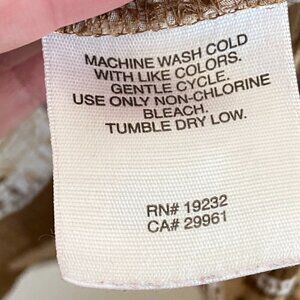 MACHINE WASH COLD
WITH LIKE COLORS.
GENTLE CYCLE.
USE ONLY NON-CHLORINE
BLEACH.
TUMBLE DRY LOW.
RN# 19232
CA# 29961